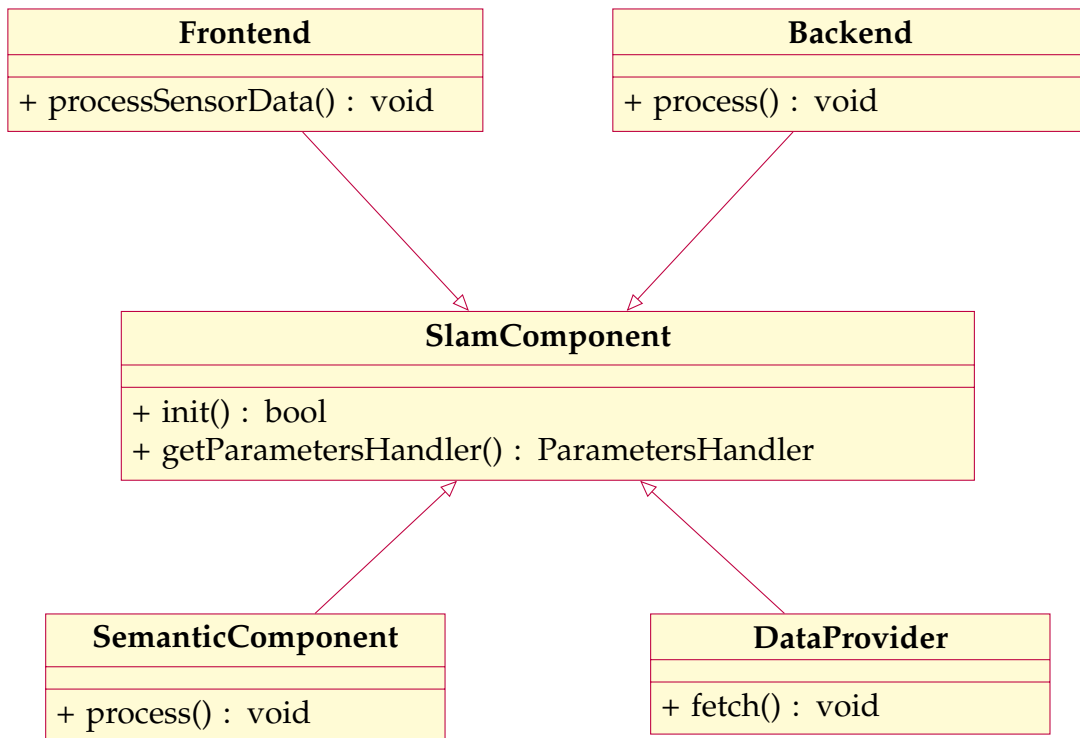 Frontend
+ processSensorData() : void
Backend
+ process() : void
SlamComponent
+ init() : bool
+ getParametersHandler() : ParametersHandler
SemanticComponent
+ process() : void
DataProvider
+ fetch() : void